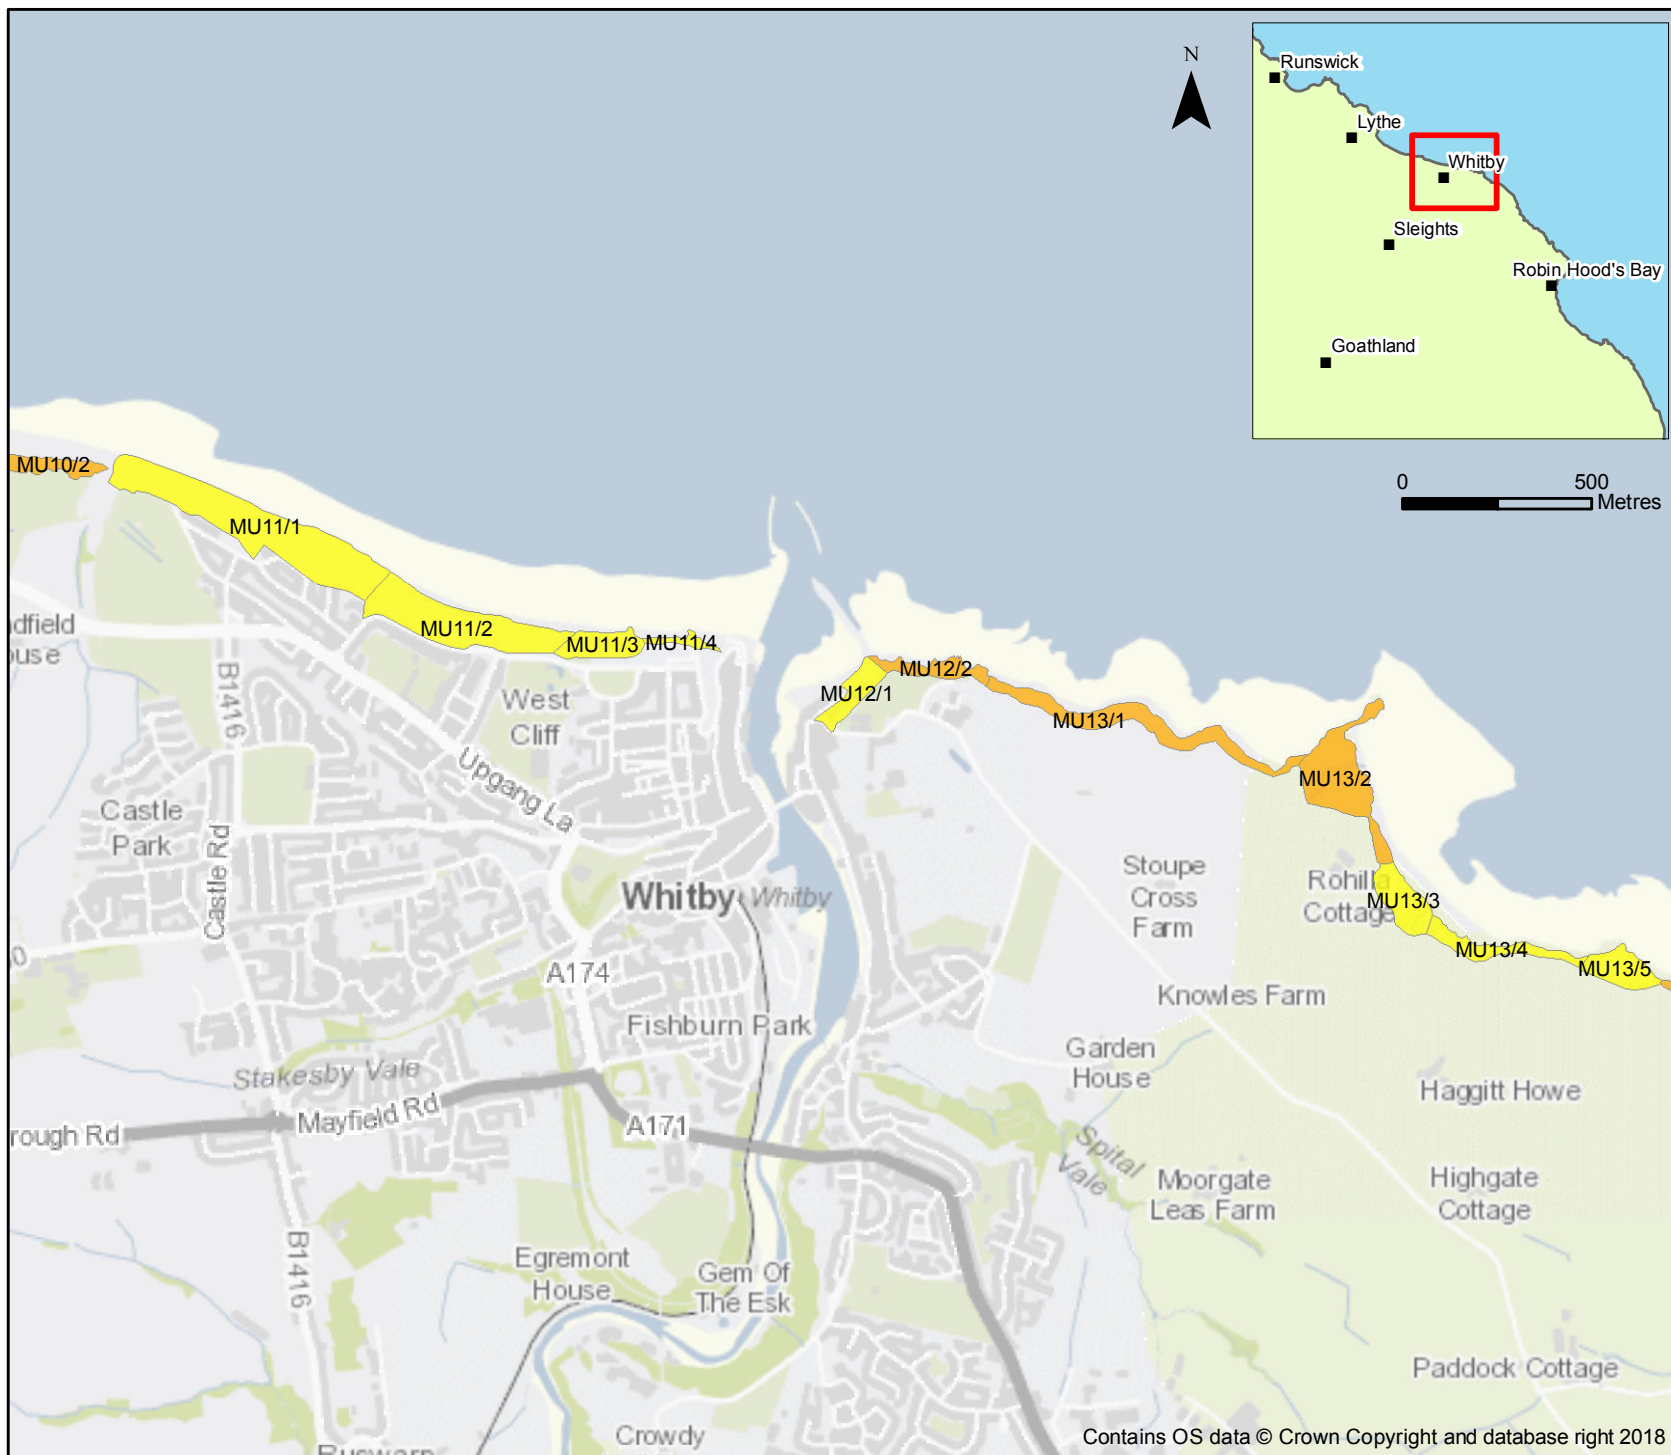 N
Runswick
Lythe
Whitby
Sleights
Robin Hood's Bay
Goathland
0 500
Metres
MU10/2
MU11/1
MU11/2
MU11/3
MU11/4
MU12/1
MU12/2
MU13/1
MU13/2
MU13/3
MU13/4
MU13/5
dfield
use
B1416
West
Cliff
Upgang La
Castle
Park
Castle Rd
Whitby
Whitby
Stoupe
Cross
Farm
Rohilla
Cottage
0
A174
Knowles Farm
Fishburn Park
Garden
House
Stakesby Vale
Haggitt Howe
Mayfield Rd
rough Rd
A171
Spital
Vale
Moorgate
Leas Farm
Highgate
Cottage
B1416
Egremont
House
Gem Of
The Esk
Paddock Cottage
Crowdy
Ruswarp
Contains OS data © Crown Copyright and database right 2018